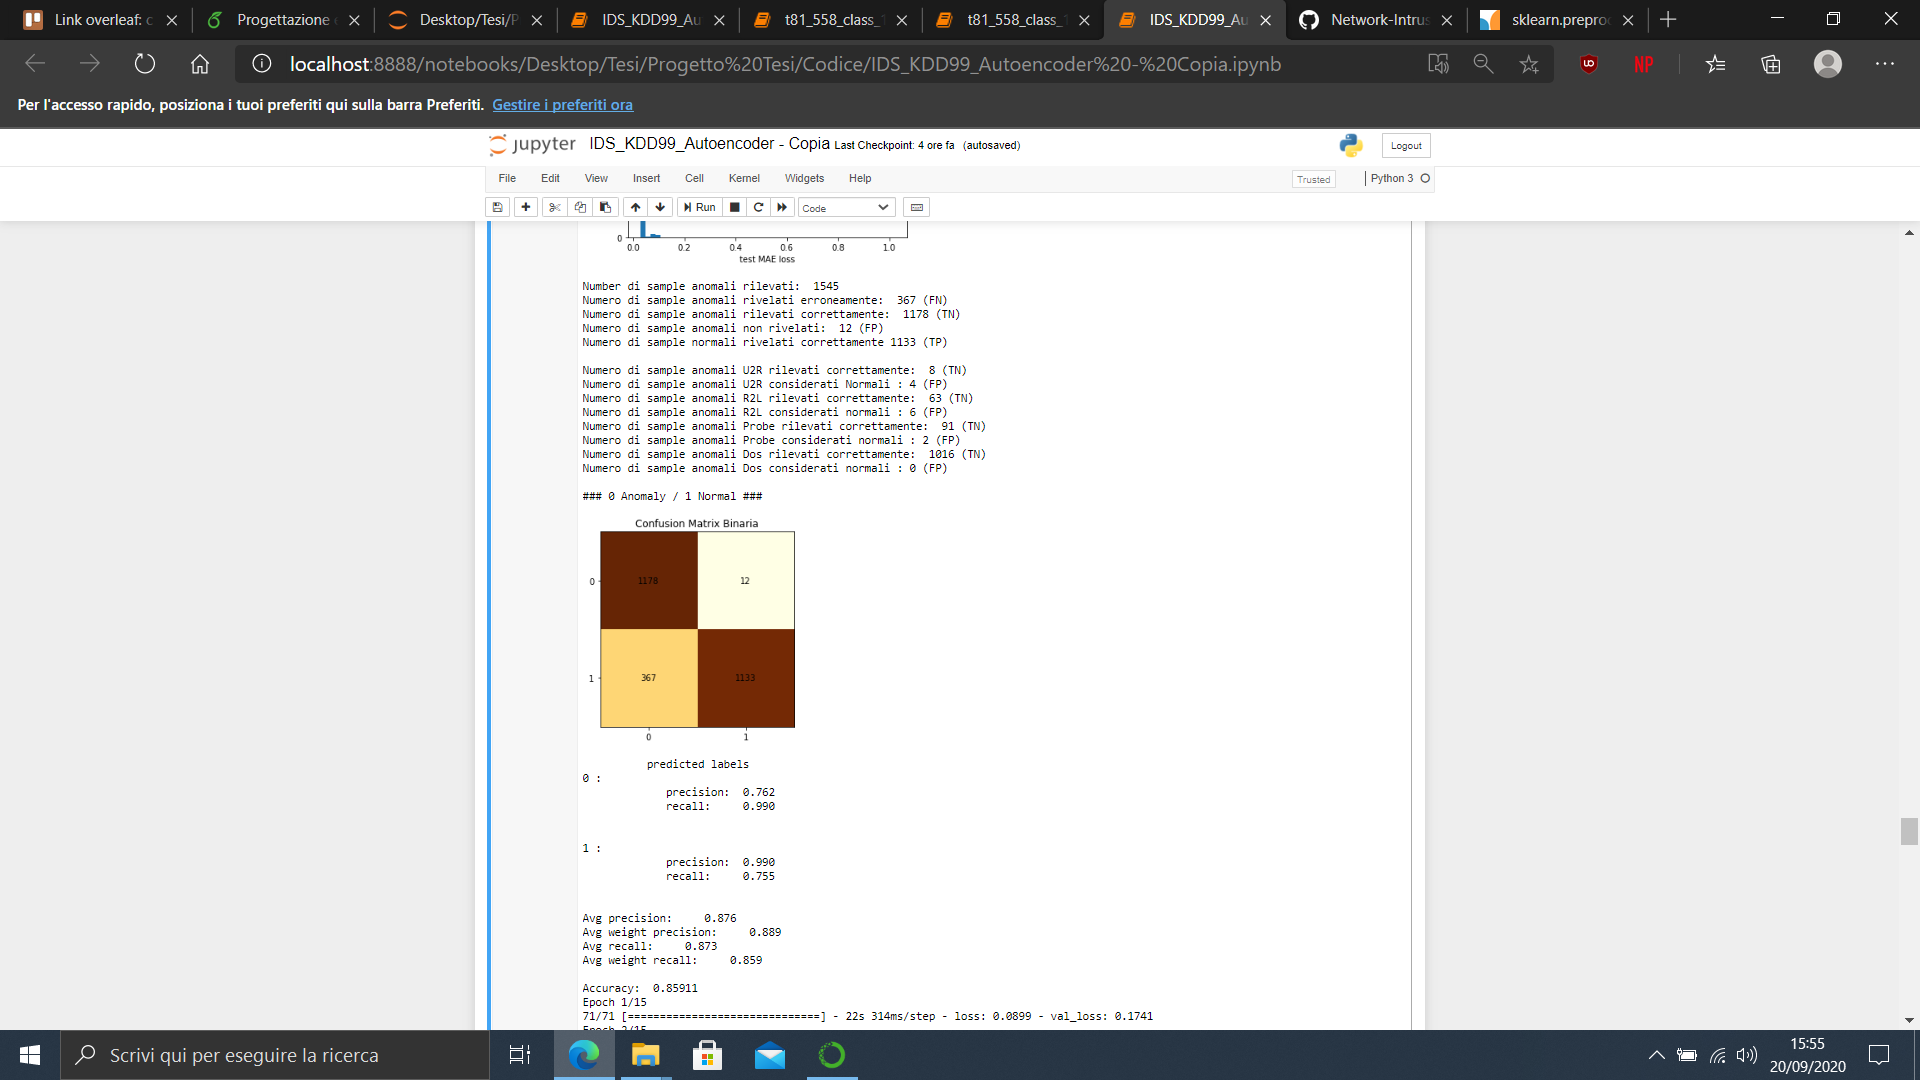 Link overleaf: c
Progettazione e
Desktop/Tesi/P
IDS_KDD99_Au
t81_558_class_
t81_558_class_1
IDS_KDD99_Au
Network-Intrus
sklearn.prepro
localhost:8888/notebooks/Desktop/Tesi/Progetto%20Tesi/Codice/IDS_KDD99_Autoencoder%20-%20Copia.ipynb
NP
Per l'accesso rapido, posiziona i tuoi preferiti qui sulla barra Preferiti. Gestire i preferiti ora
jupyter IDS_KDD99_Autoencoder - Copia Last Checkpoint: 4 ore fa (autosaved)
Logout
File Edit View Insert Cell Kernel Widgets Help
Trusted Python 3
Run Code
0
0.0 0.2 0.4 0.6 0.8 1.0
test MAE loss
Number di sample anomali rilevati: 1545
Numero di sample anomali rivelati erroneamente: 367 (FN)
Numero di sample anomali rilevati correttamente: 1178 (TN)
Numero di sample anomali non rivelati: 12 (FP)
Numero di sample normali rivelati correttamente 1133 (TP)
Numero di sample anomali U2R rilevati correttamente: 8 (TN)
Numero di sample anomali U2R considerati Normali : 4 (FP)
Numero di sample anomali R2L rilevati correttamente: 63 (TN)
Numero di sample anomali R2L considerati normali : 6 (FP)
Numero di sample anomali Probe rilevati correttamente: 91 (TN)
Numero di sample anomali Probe considerati normali : 2 (FP)
Numero di sample anomali Dos rilevati correttamente: 1016 (TN)
Numero di sample anomali Dos considerati normali : 0 (FP)
### 0 Anomaly / 1 Normal ###
Confusion Matrix Binaria
0 1178 12
1 367 1133
0 1
predicted labels
0 :
precision: 0.762
recall: 0.990
1 :
precision: 0.990
recall: 0.755
Avg precision: 0.876
Avg weight precision: 0.889
Avg recall: 0.873
Avg weight recall: 0.859
Accuracy: 0.85911
Epoch 1/15
71/71 [==============================] - 22s 314ms/step - loss: 0.0899 - val_loss: 0.1741
Epoch 2/15
Scrivi qui per eseguire la ricerca
15:55
20/09/2020